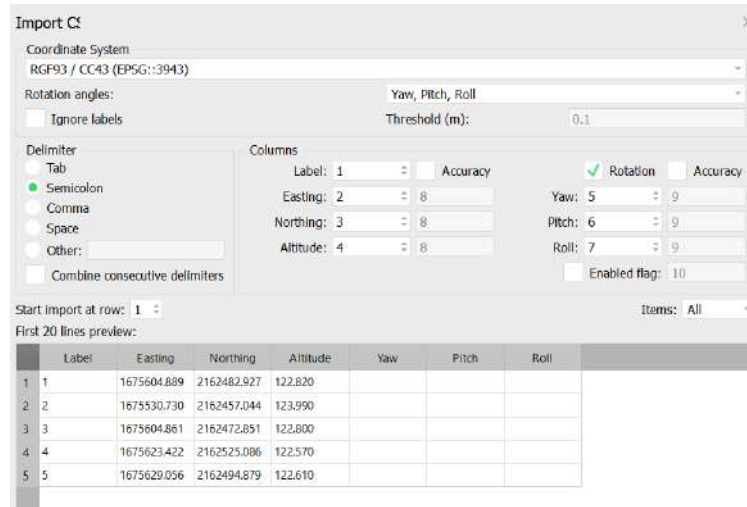 Import CS
Coordinate System
RGF93 / CC43 (EPSG::3943)
Rotation angles: Yaw, Pitch, Roll
Ignore labels Threshold (m): 0.1
Delimiter Columns
Tab Label: 1 Accuracy Rotation Accuracy
Semicolon Easting: 2 8 Yaw: 5 9
Comma Northing: 3 8 Pitch: 6 9
Space Altitude: 4 8 Roll: 7 9
Other: Enabled flag: 10
Combine consecutive delimiters
Start import at row: 1 Items: All
First 20 lines preview:
Label Easting Northing Altitude Yaw Pitch Roll
1 1 1675604.889 2162482.927 122.820
2 2 1675530.730 2162457.044 123.990
3 3 1675604.861 2162472.851 122.800
4 4 1675623.422 2162525.086 122.570
5 5 1675629.056 2162494.879 122.610